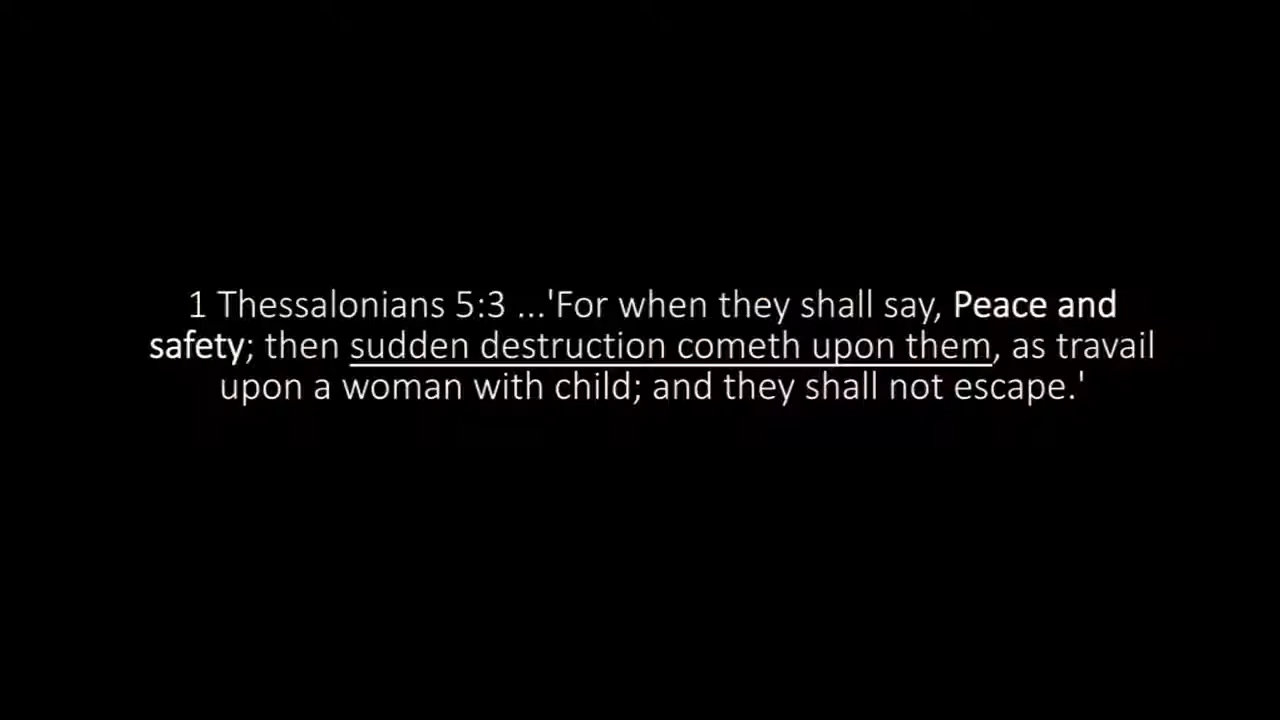 1 Thessalonians 5:3 ...'For when they shall say, Peace and
safety; then sudden destruction cometh upon them, as travail
upon a woman with child; and they shall not escape.'